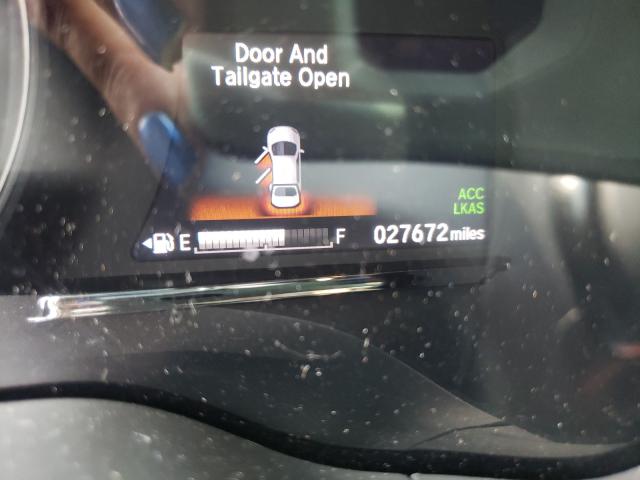 Door And
Tailgate Open
ACC
LKAS
E F 027672 miles